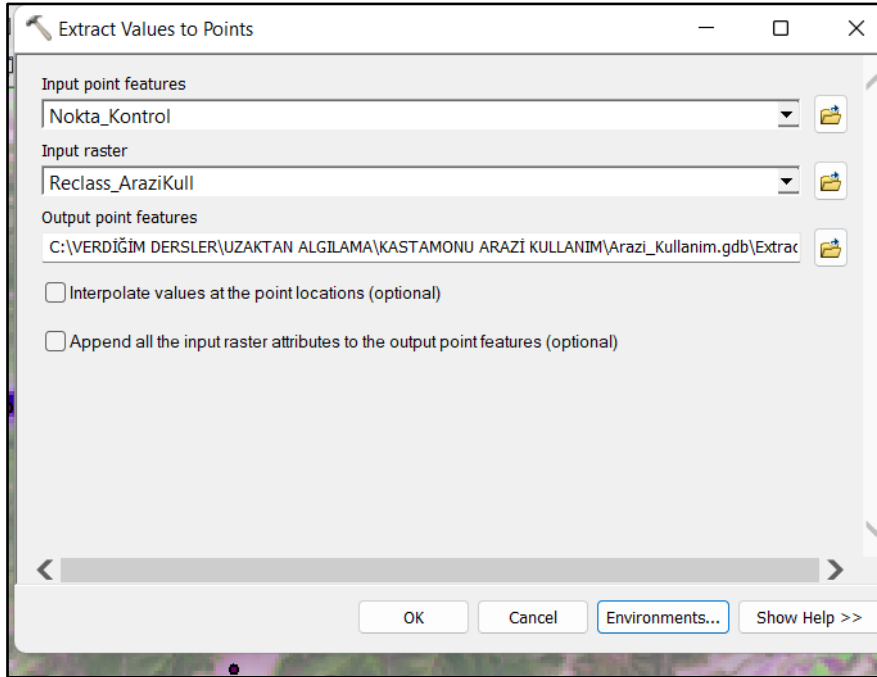 Extract Values to Points
Input point features
Nokta_Kontrol
Input raster
Reclass_AraziKull
Output point features
C:\VERDİĞİM DERSLER\UZAKTAN ALGILAMA\KASTAMONU ARAZİ KULLANIM\Arazi_Kullanim.gdb\Extrac
Interpolate values at the point locations (optional)
Append all the input raster attributes to the output point features (optional)
OK Cancel Environments... Show Help >>